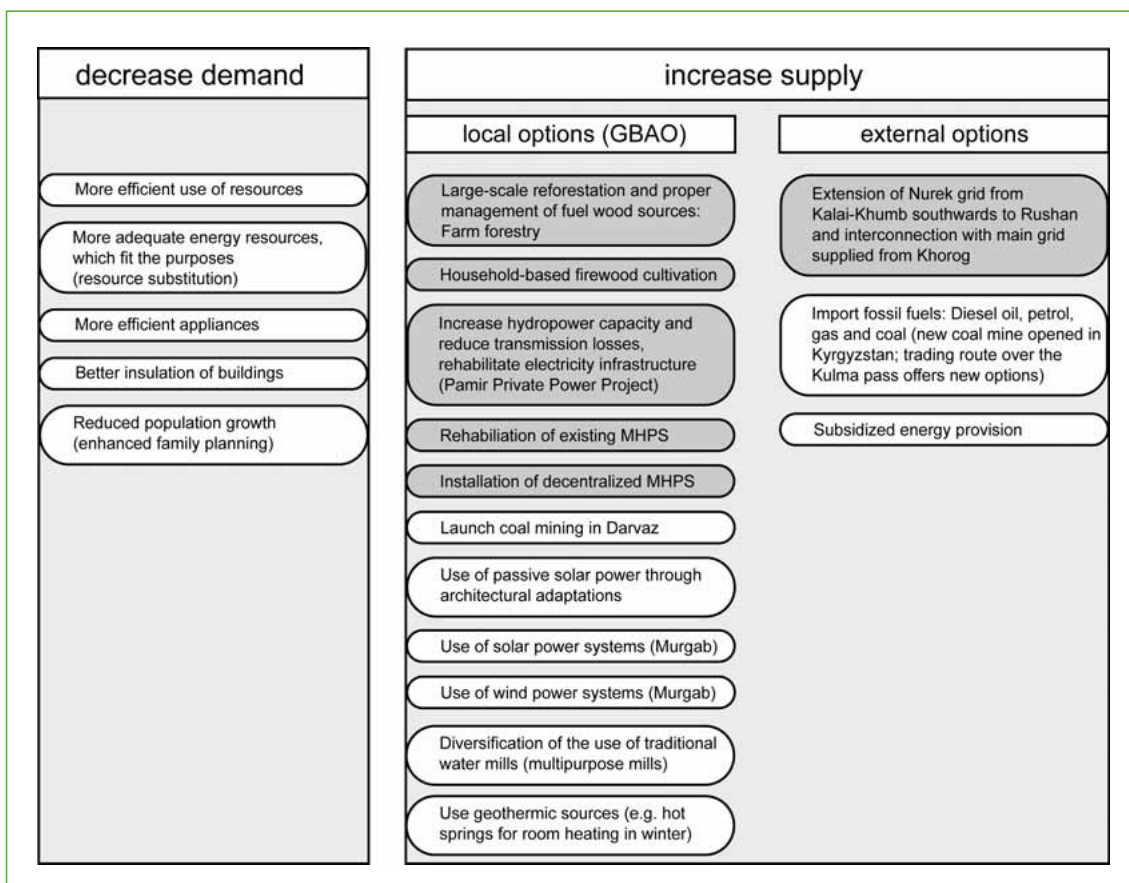 decrease demand
More efficient use of resources
More adequate energy resources,
which fit the purposes
(resource substitution)
More efficient appliances
Better insulation of buildings
Reduced population growth
(enhanced family planning)
increase supply
local options (GBAO)
Large-scale reforestation and proper
management of fuel wood sources:
Farm forestry
Household-based firewood cultivation
Increase hydropower capacity and
reduce transmission losses,
rehabilitate electricity infrastructure
(Pamir Private Power Project)
Rehabiliation of existing MHPS
Installation of decentralized MHPS
Launch coal mining in Darvaz
Use of passive solar power through
architectural adaptations
Use of solar power systems (Murgab)
Use of wind power systems (Murgab)
Diversification of the use of traditional
water mills (multipurpose mills)
Use geothermic sources (e.g. hot
springs for room heating in winter)
external options
Extension of Nurek grid from
Kalai-Khumb southwards to Rushan
and interconnection with main grid
supplied from Khorog
Import fossil fuels: Diesel oil, petrol,
gas and coal (new coal mine opened in
Kyrgyzstan; trading route over the
Kulma pass offers new options)
Subsidized energy provision